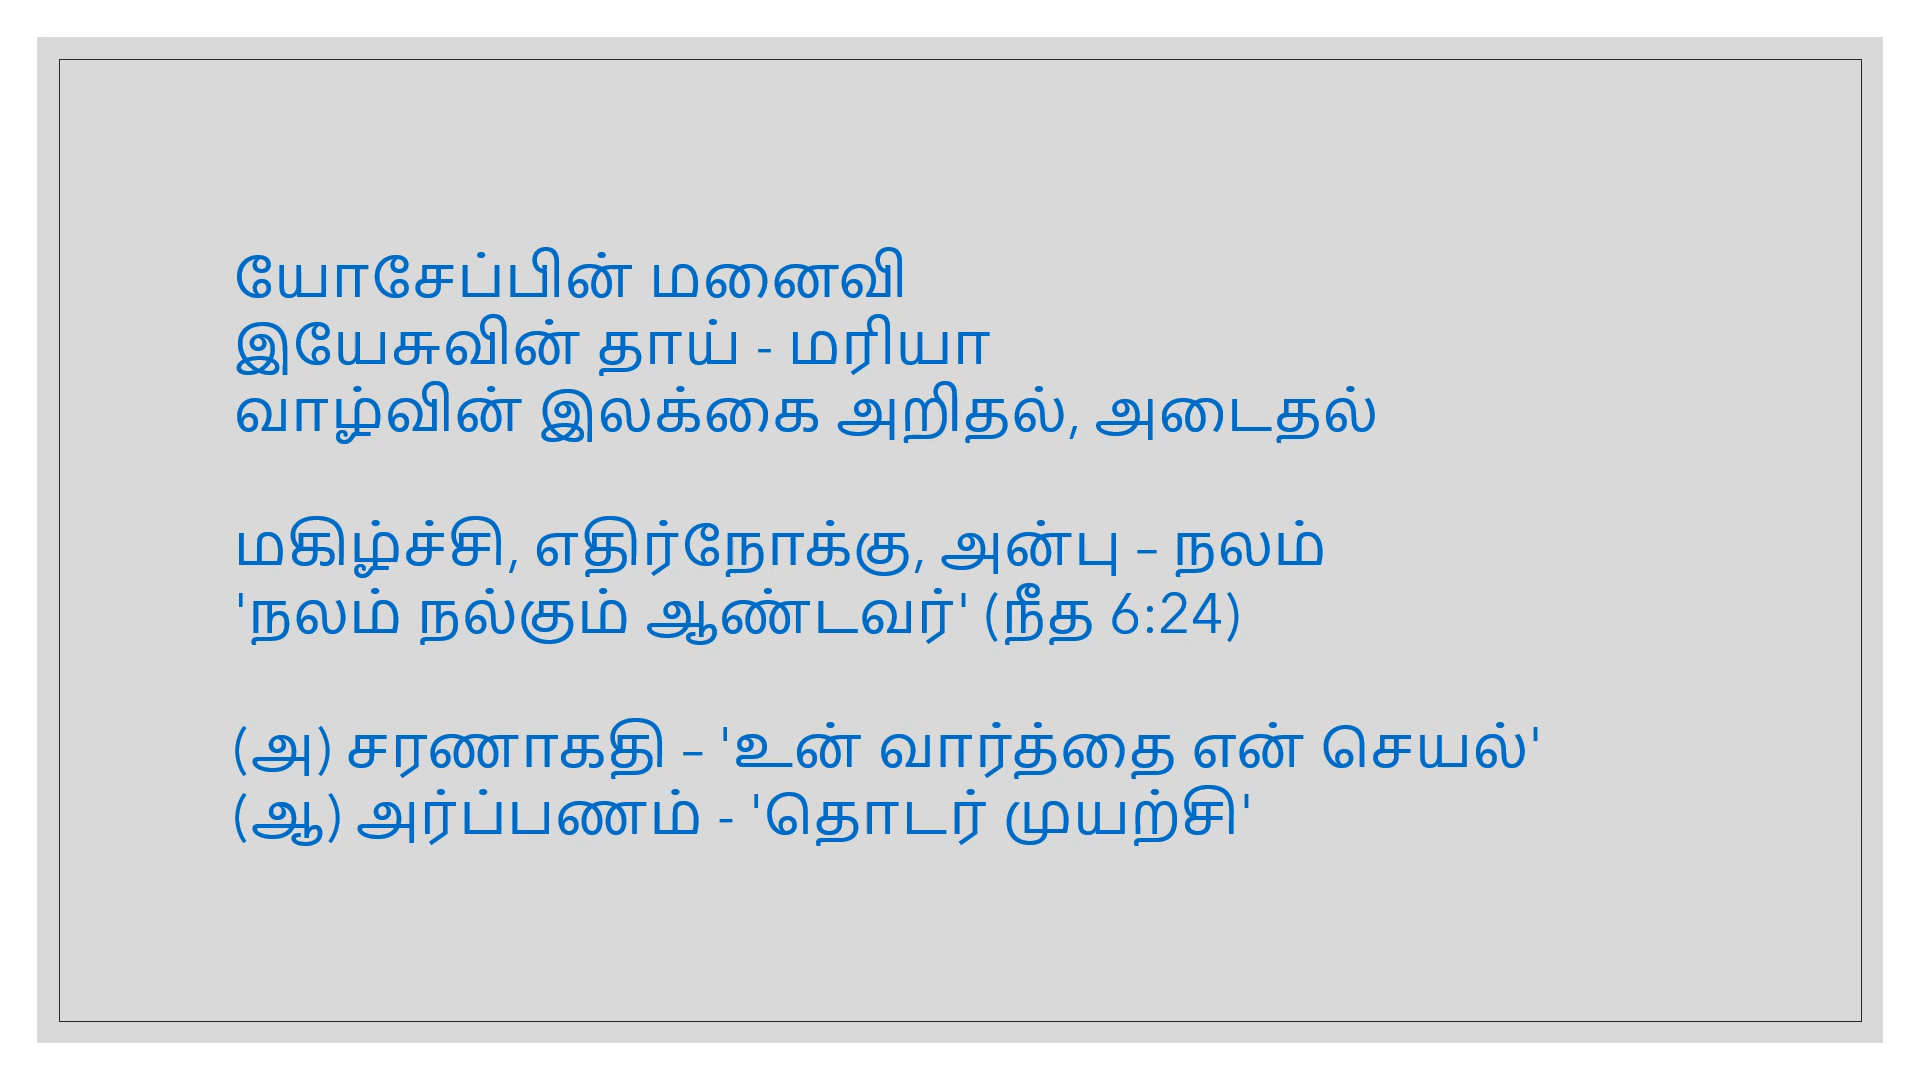 யோசேப்பின் மனைவி
இயேசுவின் தாய் - மரியா
வாழ்வின் இலக்கை அறிதல், அடைதல்
மகிழ்ச்சி, எதிர்நோக்கு, அன்பு – நலம்
'நலம் நல்கும் ஆண்டவர்' (நீத 6:24)
(அ) சரணாகதி – 'உன் வார்த்தை என் செயல்'
(ஆ) அர்ப்பணம் - 'தொடர் முயற்சி'